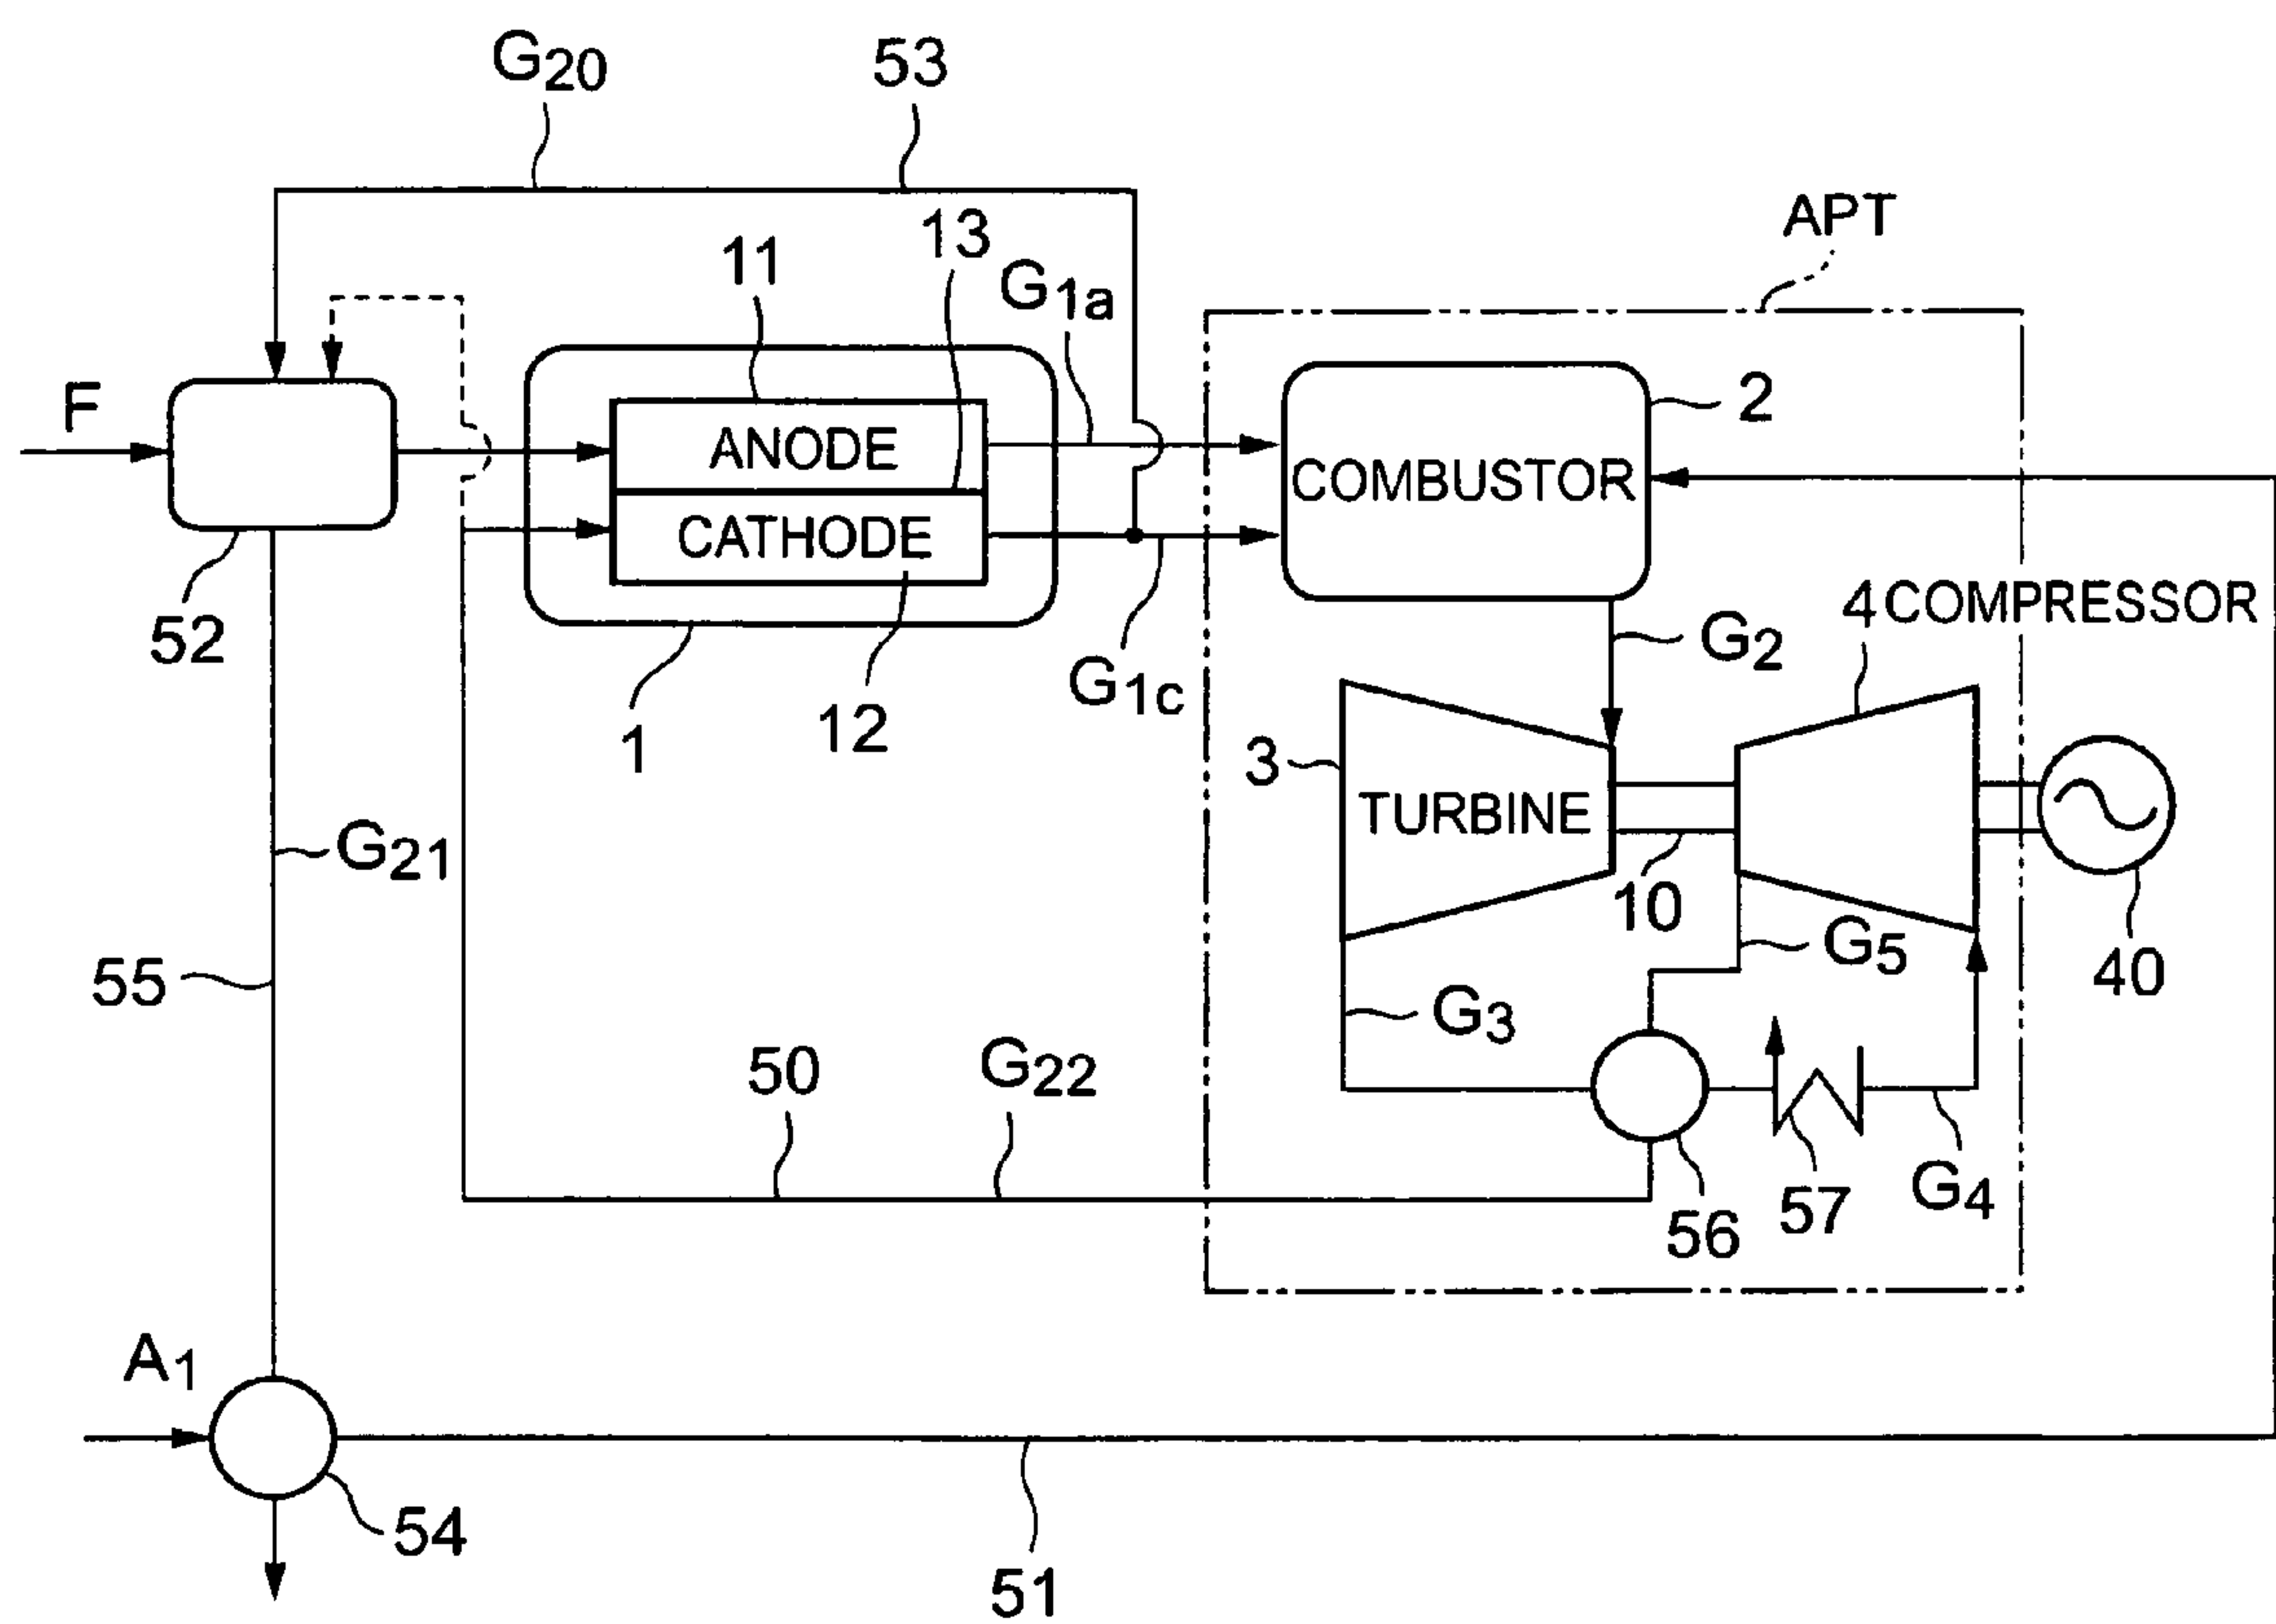 G20
53
APT
13
11
G1a
F
2
ANODE
COMBUSTOR
CATHODE
4 COMPRESSOR
52
G2
G1c
12
1
3
TURBINE
G21
10
G5
40
55
G3
50
G22
G4
57
56
A1
54
51